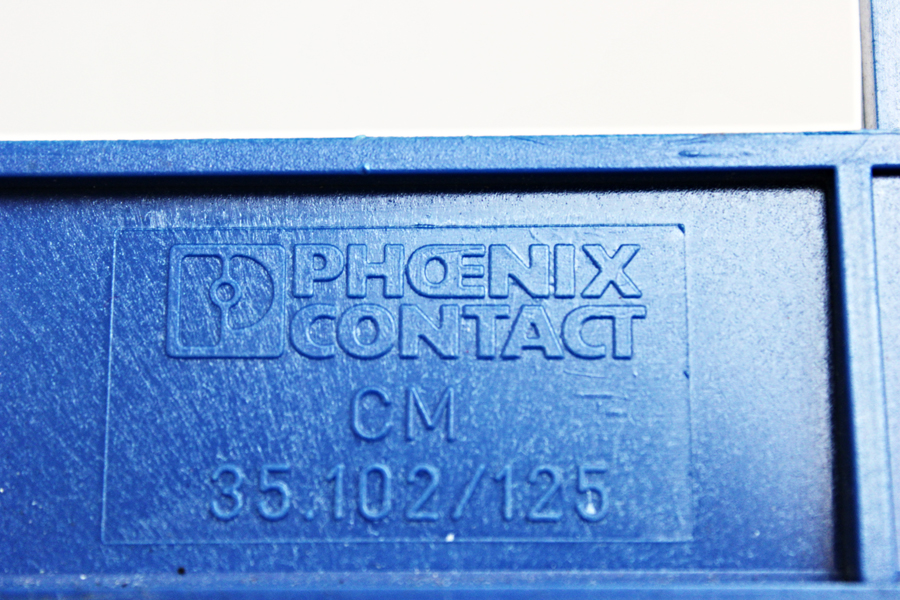 PHŒNIX
CONTACT
CM
35.102/125